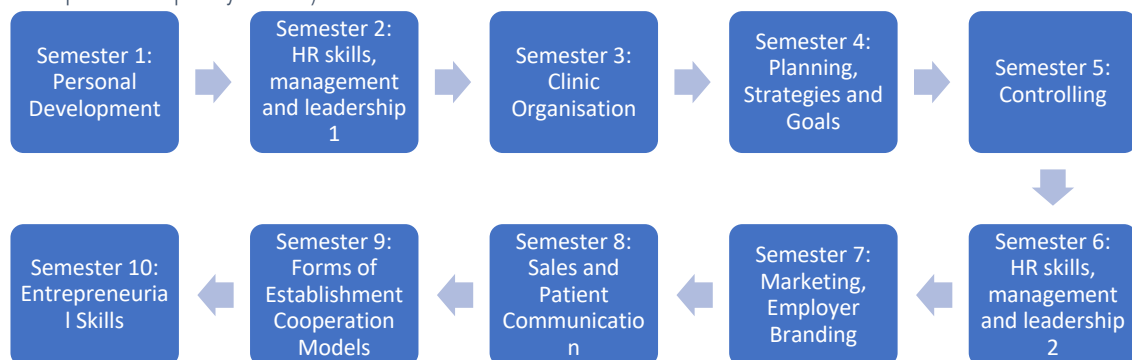 Semester 1:
Personal
Development
Semester 2:
HR skills,
management
and leadership
1
Semester 3:
Clinic
Organisation
Semester 4:
Planning,
Strategies and
Goals
Semester 5:
Controlling
Semester 6:
HR skills,
management
and leadership
2
Semester 7:
Marketing,
Employer
Branding
Semester 8:
Sales and
Patient
Communicatio
n
Semester 9:
Forms of
Establishment
Cooperation
Models
Semester 10:
Entrepreneuria
l Skills